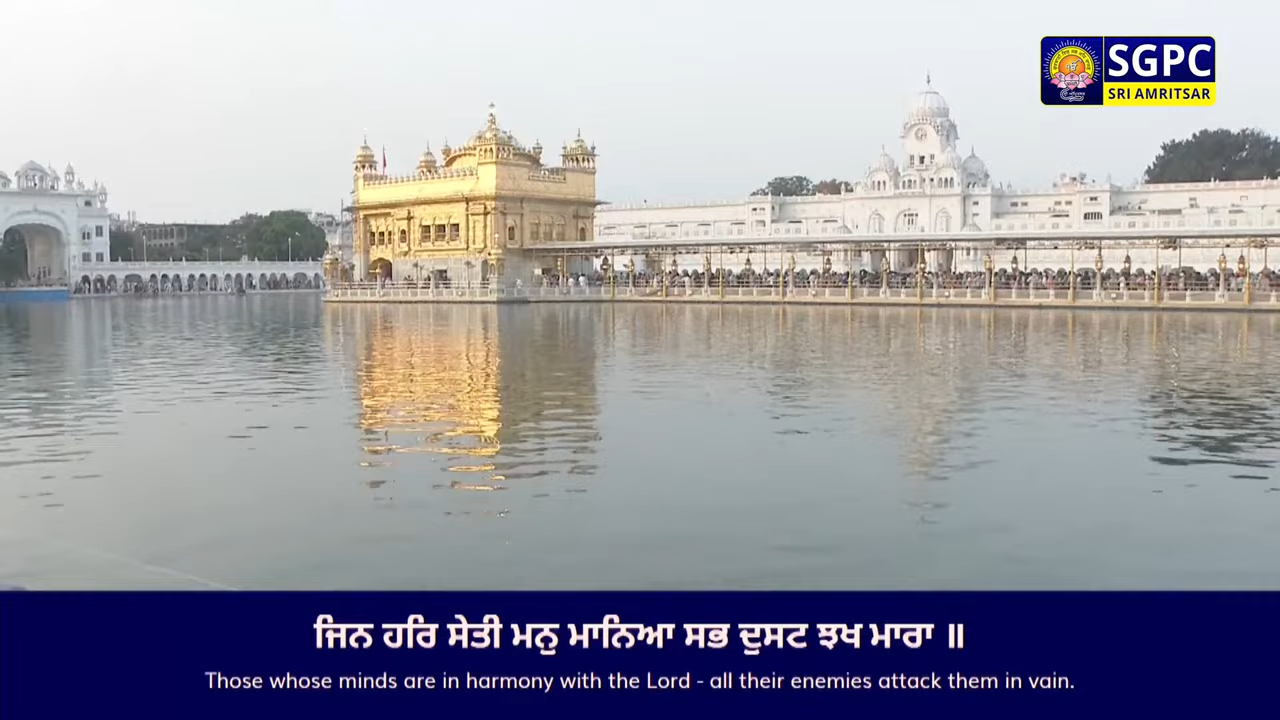 SGPC
SRI AMRITSAR
ਜਿਨ ਹਰਿ ਸੇਤੀ ਮਨੁ ਮਾਨਿਆ ਸਭ ਦੁਸਟ ਝਖ ਮਾਰਾ ॥
Those whose minds are in harmony with the Lord - all their enemies attack them in vain.